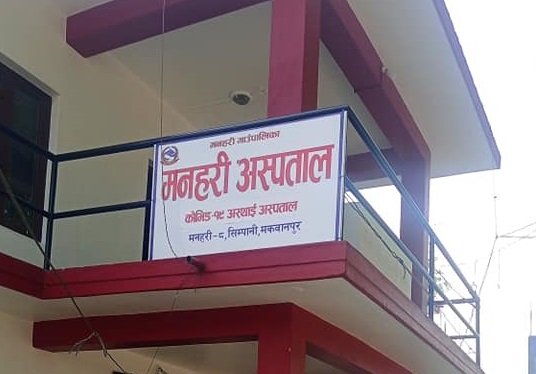 मनहरी गाउँपालिका
मनहरी अस्पताल
कोभिड-१९ अस्थाई अस्पताल
मनहरी-८, सिम्पानी, मकवानपुर